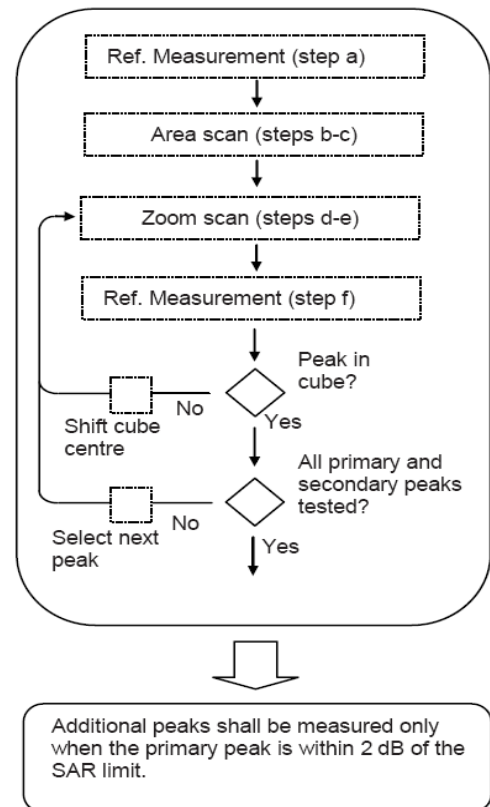 Ref. Measurement (step a)
Area scan (steps b-c)
Zoom scan (steps d-e)
Ref. Measurement (step f)
Peak in
cube?
No
Shift cube
centre
Yes
All primary and
secondary peaks
tested?
No
Select next
peak
Yes
Additional peaks shall be measured only
when the primary peak is within 2 dB of the
SAR limit.